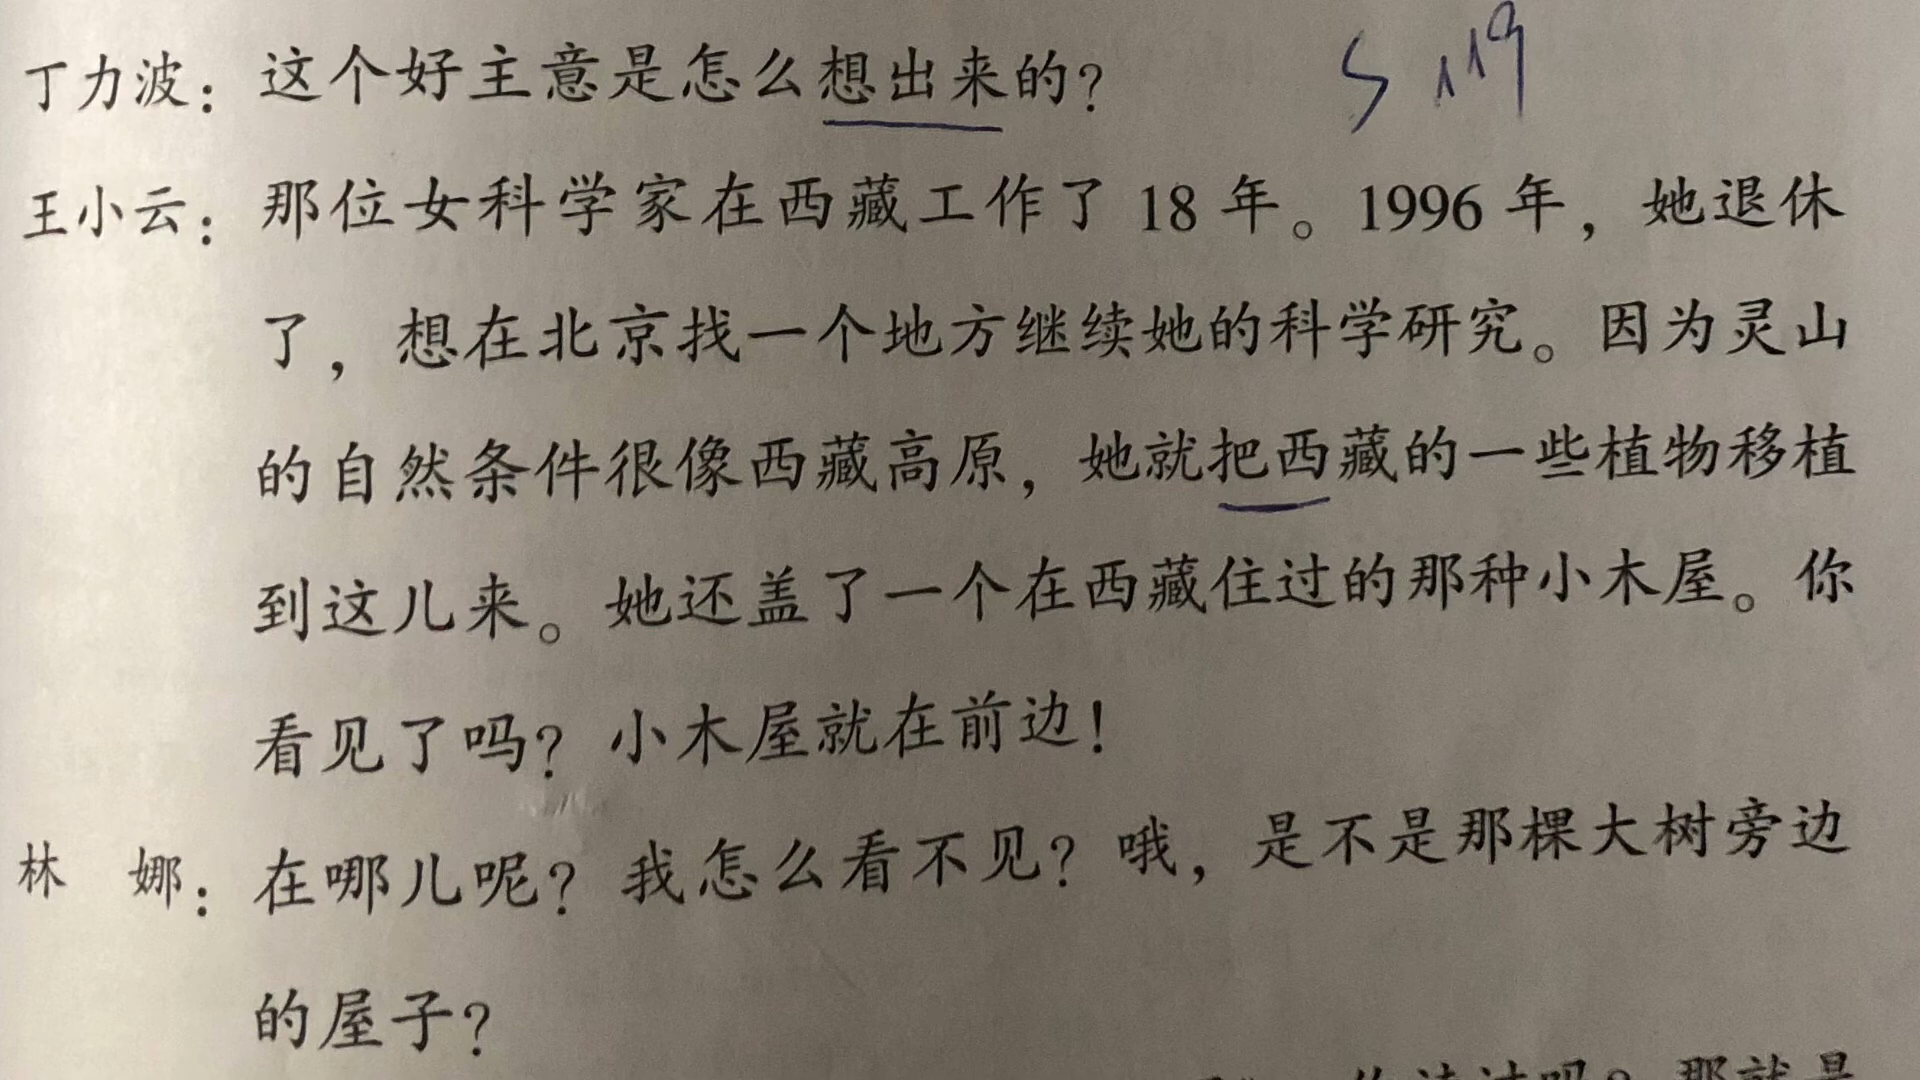 丁力波：这个好主意是怎么想出来的？
王小云：那位女科学家在西藏工作了 18 年。1996 年，她退休
了，想在北京找一个地方继续她的科学研究。因为灵山
的自然条件很像西藏高原，她就把西藏的一些植物移植
到这儿来。她还盖了一个在西藏住过的那种小木屋。你
看见了吗？小木屋就在前边！
林 娜：在哪儿呢？我怎么看不见？哦，是不是那棵大树旁边
的屋子？